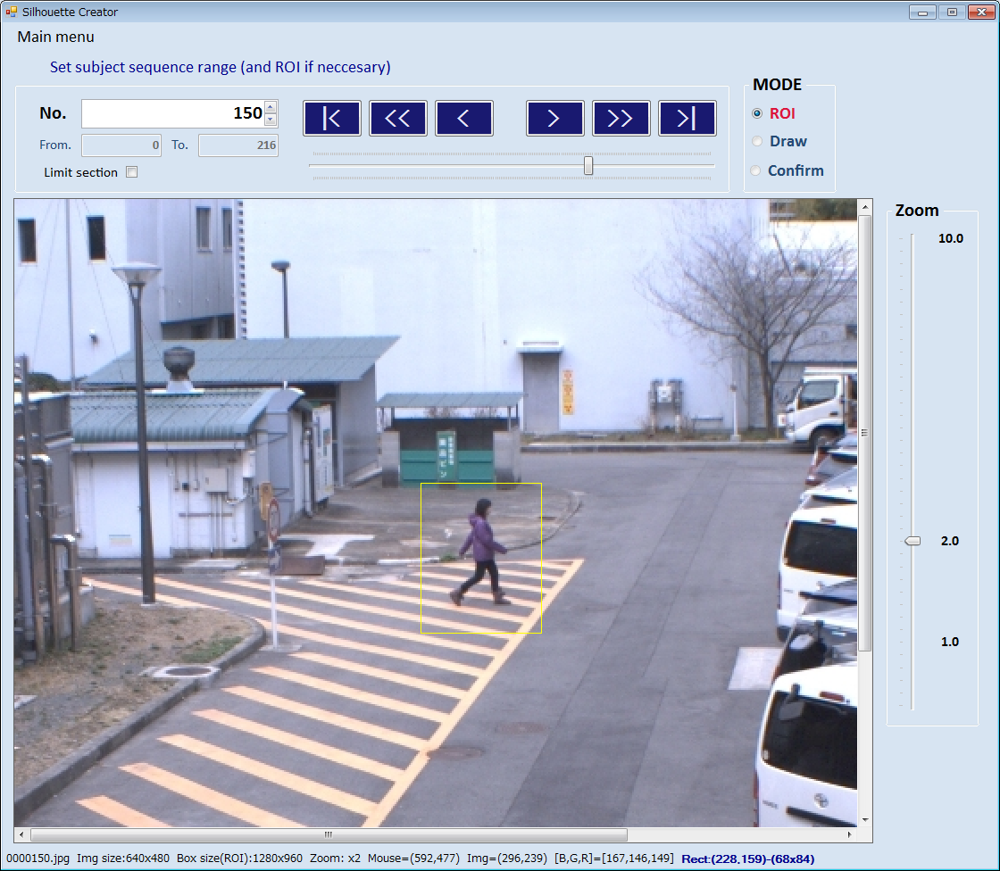 Silhouette Creator
Main menu
Set subject sequence range (and ROI if neccesary)
No. 150
|< << < > >> >|
From. 0 To. 216
Limit section
MODE
ROI
Draw
Confirm
Zoom
10.0
2.0
1.0
0000150.jpg Img size:640x480 Box size(ROI):1280x960 Zoom: x2 Mouse=(592,477) Img=(296,239) [B,G,R]=[167,146,149] Rect:(228,159)-(68x84)